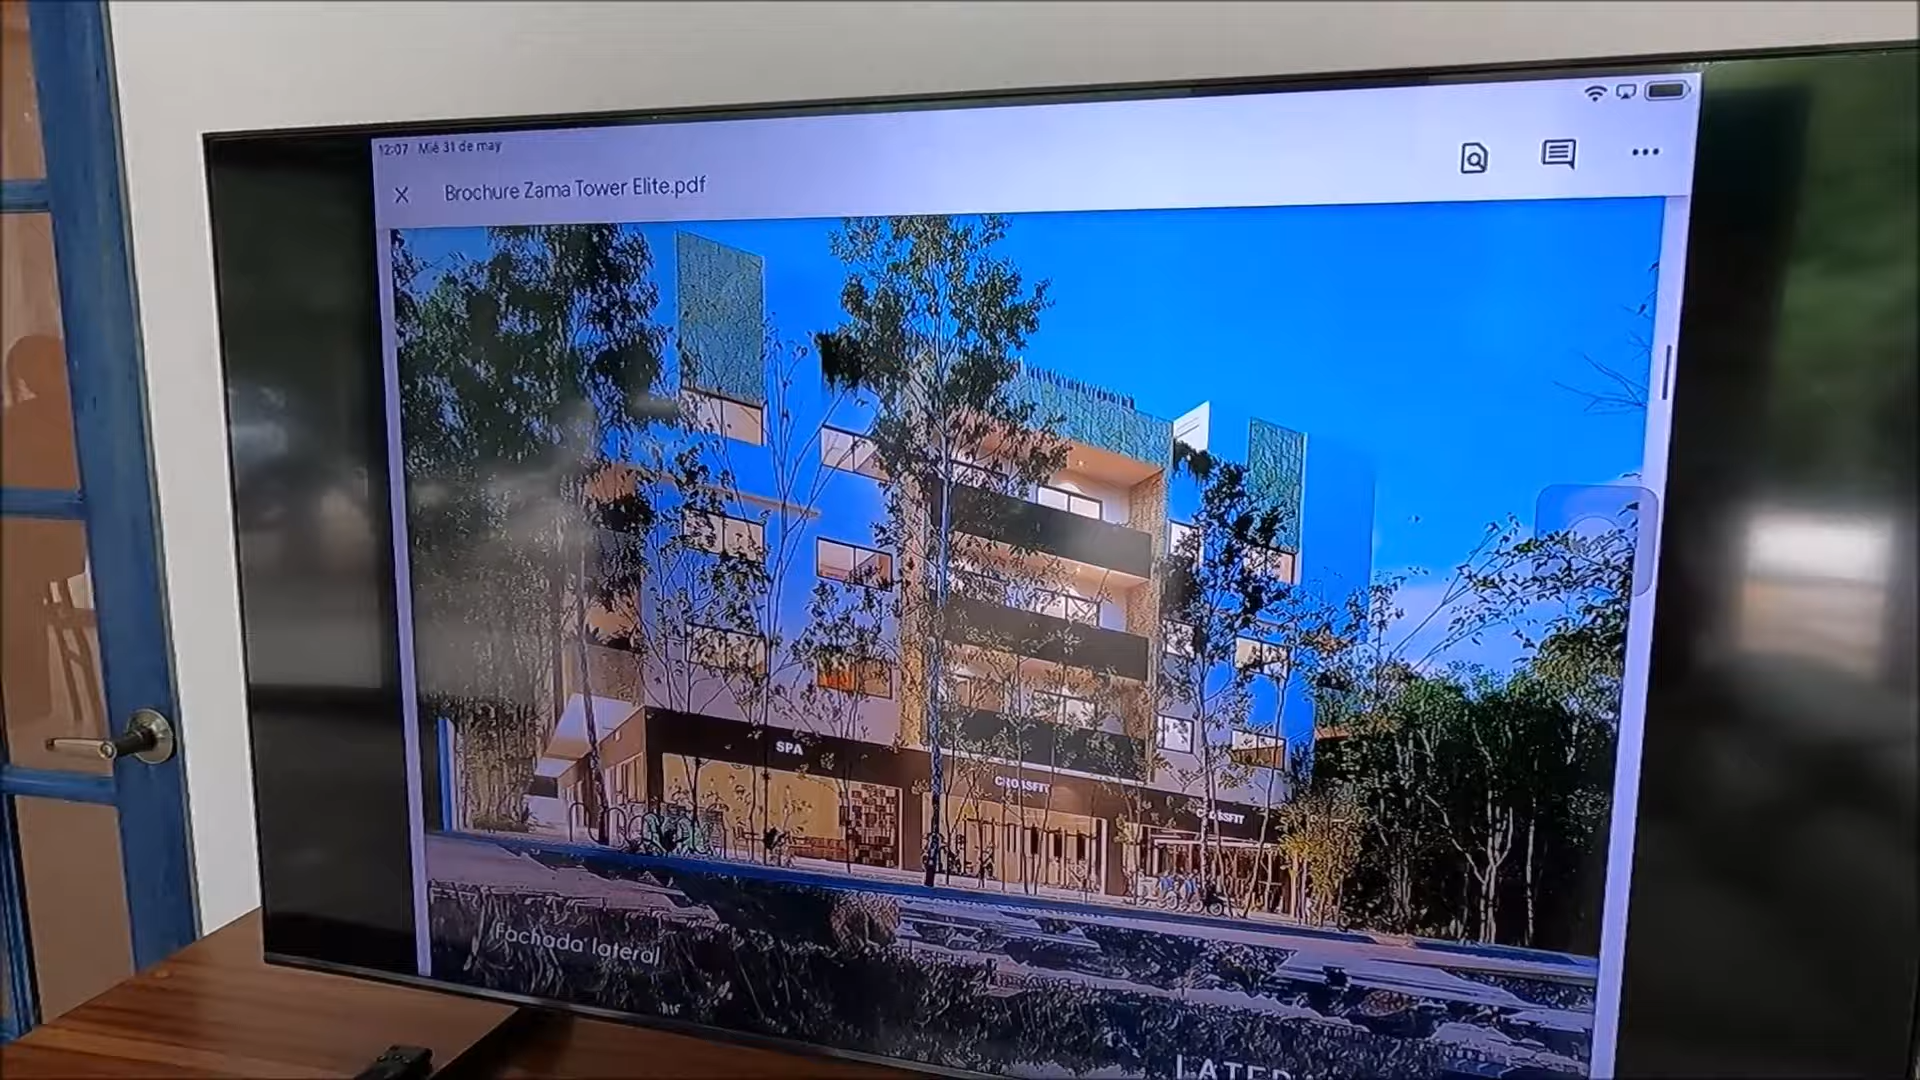 12:07 Mié 31 de may
Brochure Zama Tower Elite.pdf
SPA
CROSSFIT
CROSSFIT
Fachada lateral